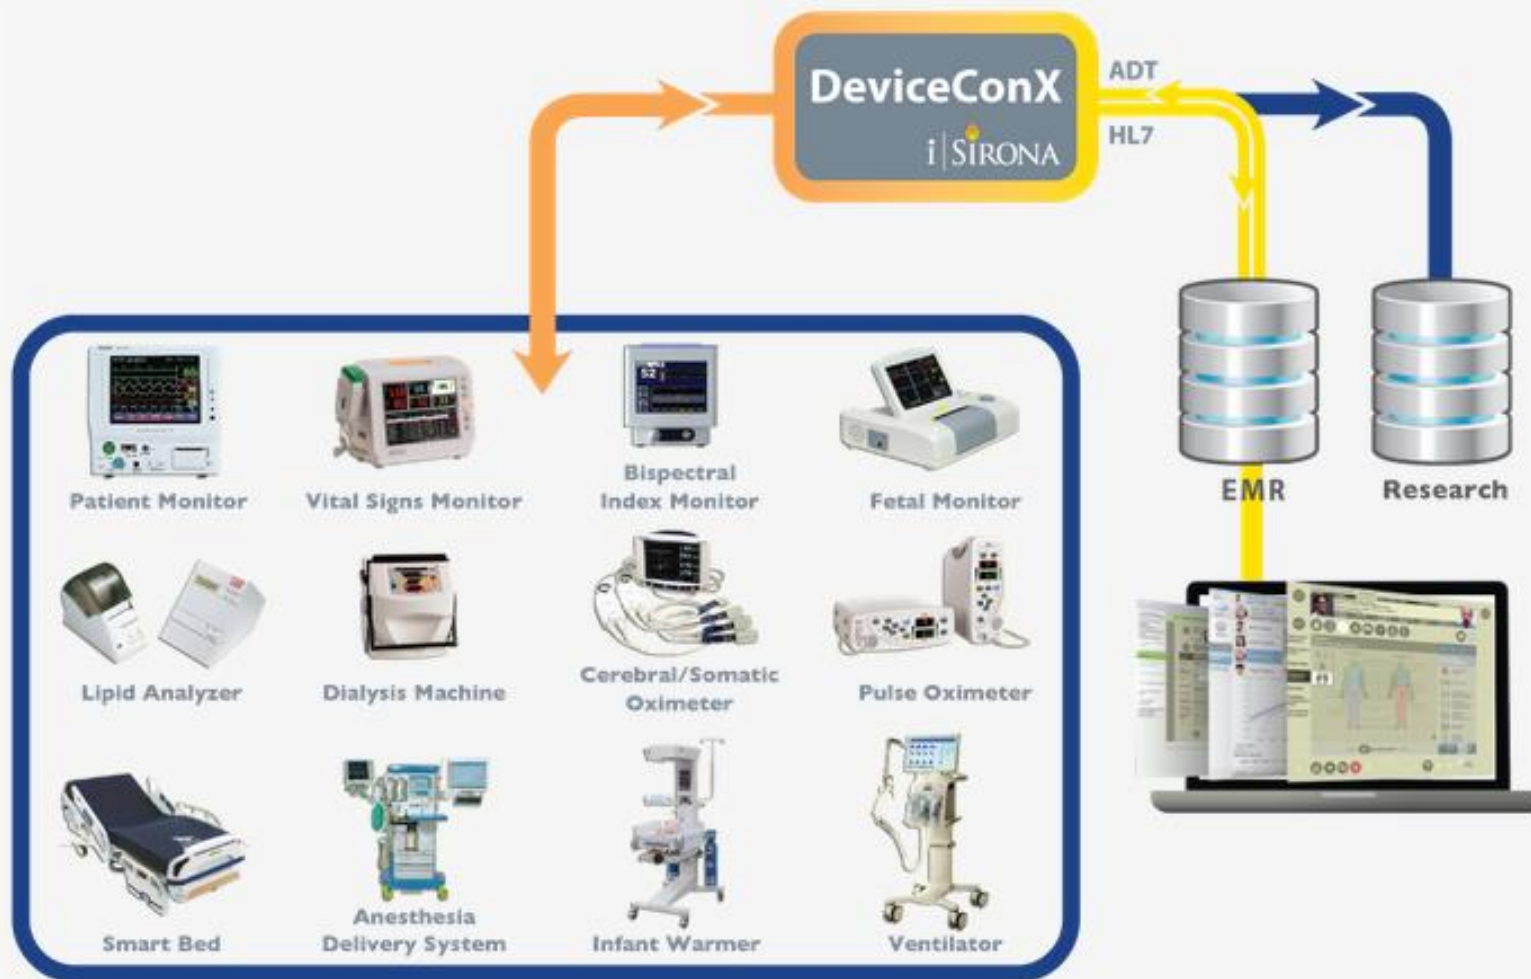 DeviceConX
i|SIRONA
ADT
HL7
Patient Monitor
Vital Signs Monitor
Bispectral
Index Monitor
Fetal Monitor
EMR
Research
Lipid Analyzer
Dialysis Machine
Cerebral/Somatic
Oximeter
Pulse Oximeter
Smart Bed
Anesthesia
Delivery System
Infant Warmer
Ventilator